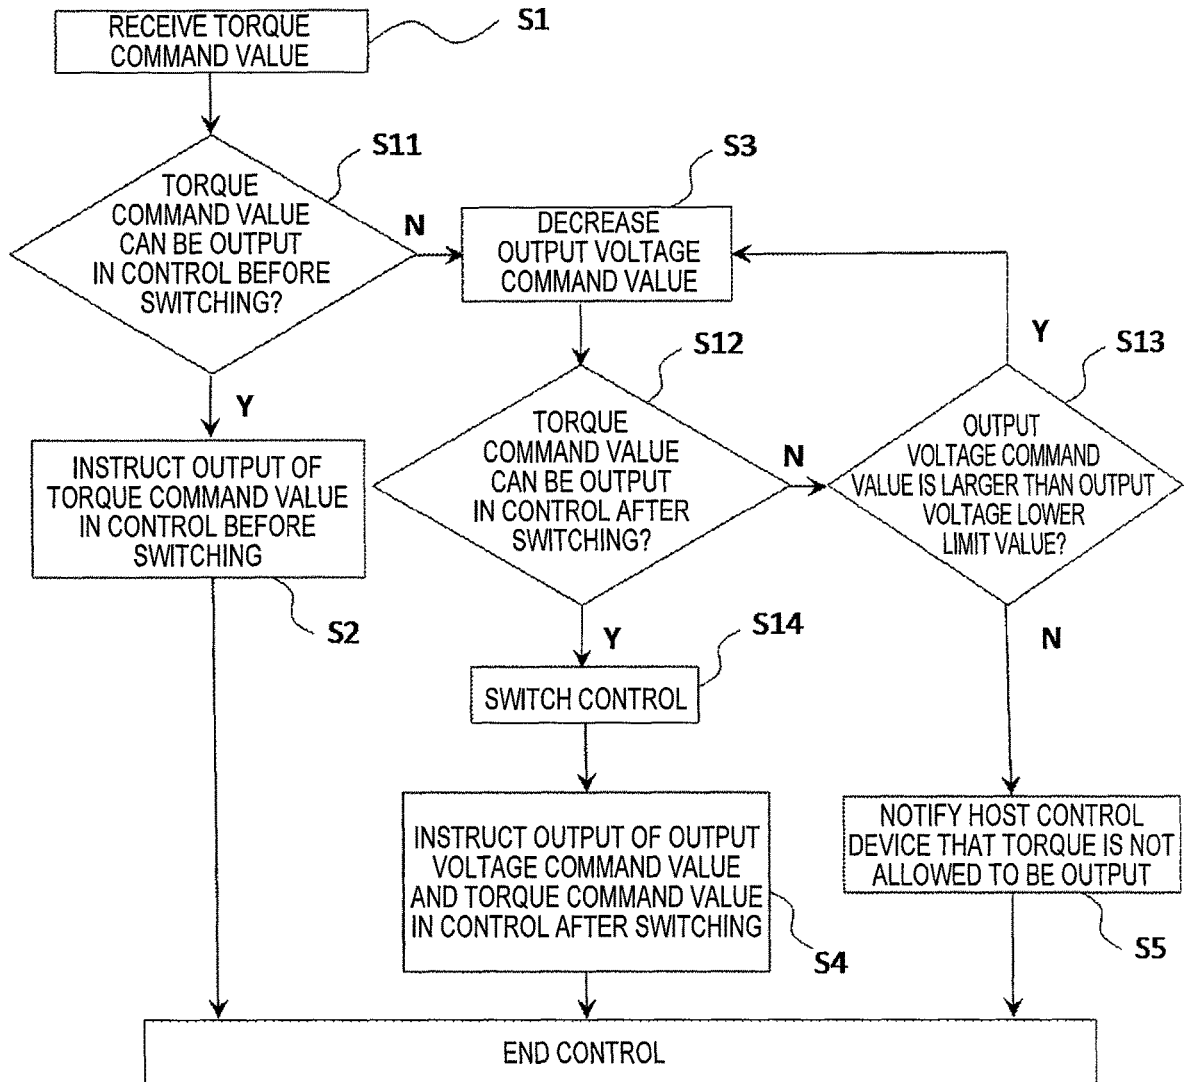 RECEIVE TORQUE
COMMAND VALUE
S1
TORQUE
COMMAND VALUE
CAN BE OUTPUT
IN CONTROL BEFORE
SWITCHING?
S11
N
Y
DECREASE
OUTPUT VOLTAGE
COMMAND VALUE
S3
INSTRUCT OUTPUT OF
TORQUE COMMAND VALUE
IN CONTROL BEFORE
SWITCHING
S2
TORQUE
COMMAND VALUE
CAN BE OUTPUT
IN CONTROL AFTER
SWITCHING?
S12
N
Y
OUTPUT
VOLTAGE COMMAND
VALUE IS LARGER THAN OUTPUT
VOLTAGE LOWER
LIMIT VALUE?
S13
Y
N
SWITCH CONTROL
S14
INSTRUCT OUTPUT OF OUTPUT
VOLTAGE COMMAND VALUE
AND TORQUE COMMAND VALUE
IN CONTROL AFTER SWITCHING
S4
NOTIFY HOST CONTROL
DEVICE THAT TORQUE IS NOT
ALLOWED TO BE OUTPUT
S5
END CONTROL